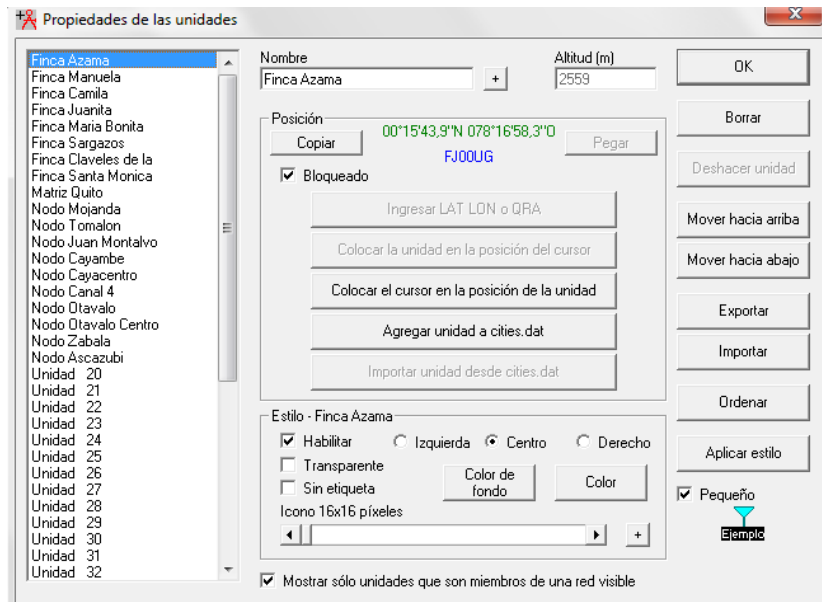 Propiedades de las unidades
x
Finca Azama
Finca Manuela
Finca Camila
Finca Juanita
Finca Maria Bonita
Finca Sargazos
Finca Claveles de la
Finca Santa Monica
Matriz Quito
Nodo Mojanda
Nodo Tomalon
Nodo Juan Montalvo
Nodo Cayambe
Nodo Cayacentro
Nodo Canal 4
Nodo Otavalo
Nodo Otavalo Centro
Nodo Zabala
Nodo Ascazubi
Unidad 20
Unidad 21
Unidad 22
Unidad 23
Unidad 24
Unidad 25
Unidad 26
Unidad 27
Unidad 28
Unidad 29
Unidad 30
Unidad 31
Unidad 32
Nombre
Finca Azama
+
Altitud (m)
2559
Posición
Copiar
00°15'43,9"N 078°16'58,3"O
FJ00UG
Pegar
Bloqueado
Ingresar LAT LON o QRA
Colocar la unidad en la posición del cursor
Colocar el cursor en la posición de la unidad
Agregar unidad a cities.dat
Importar unidad desde cities.dat
Estilo - Finca Azama
Habilitar
Izquierda
Centro
Derecho
Transparente
Sin etiqueta
Color de
fondo
Color
Icono 16x16 píxeles
+
Mostrar sólo unidades que son miembros de una red visible
OK
Borrar
Deshacer unidad
Mover hacia arriba
Mover hacia abajo
Exportar
Importar
Ordenar
Aplicar estilo
Pequeño
Ejemplo